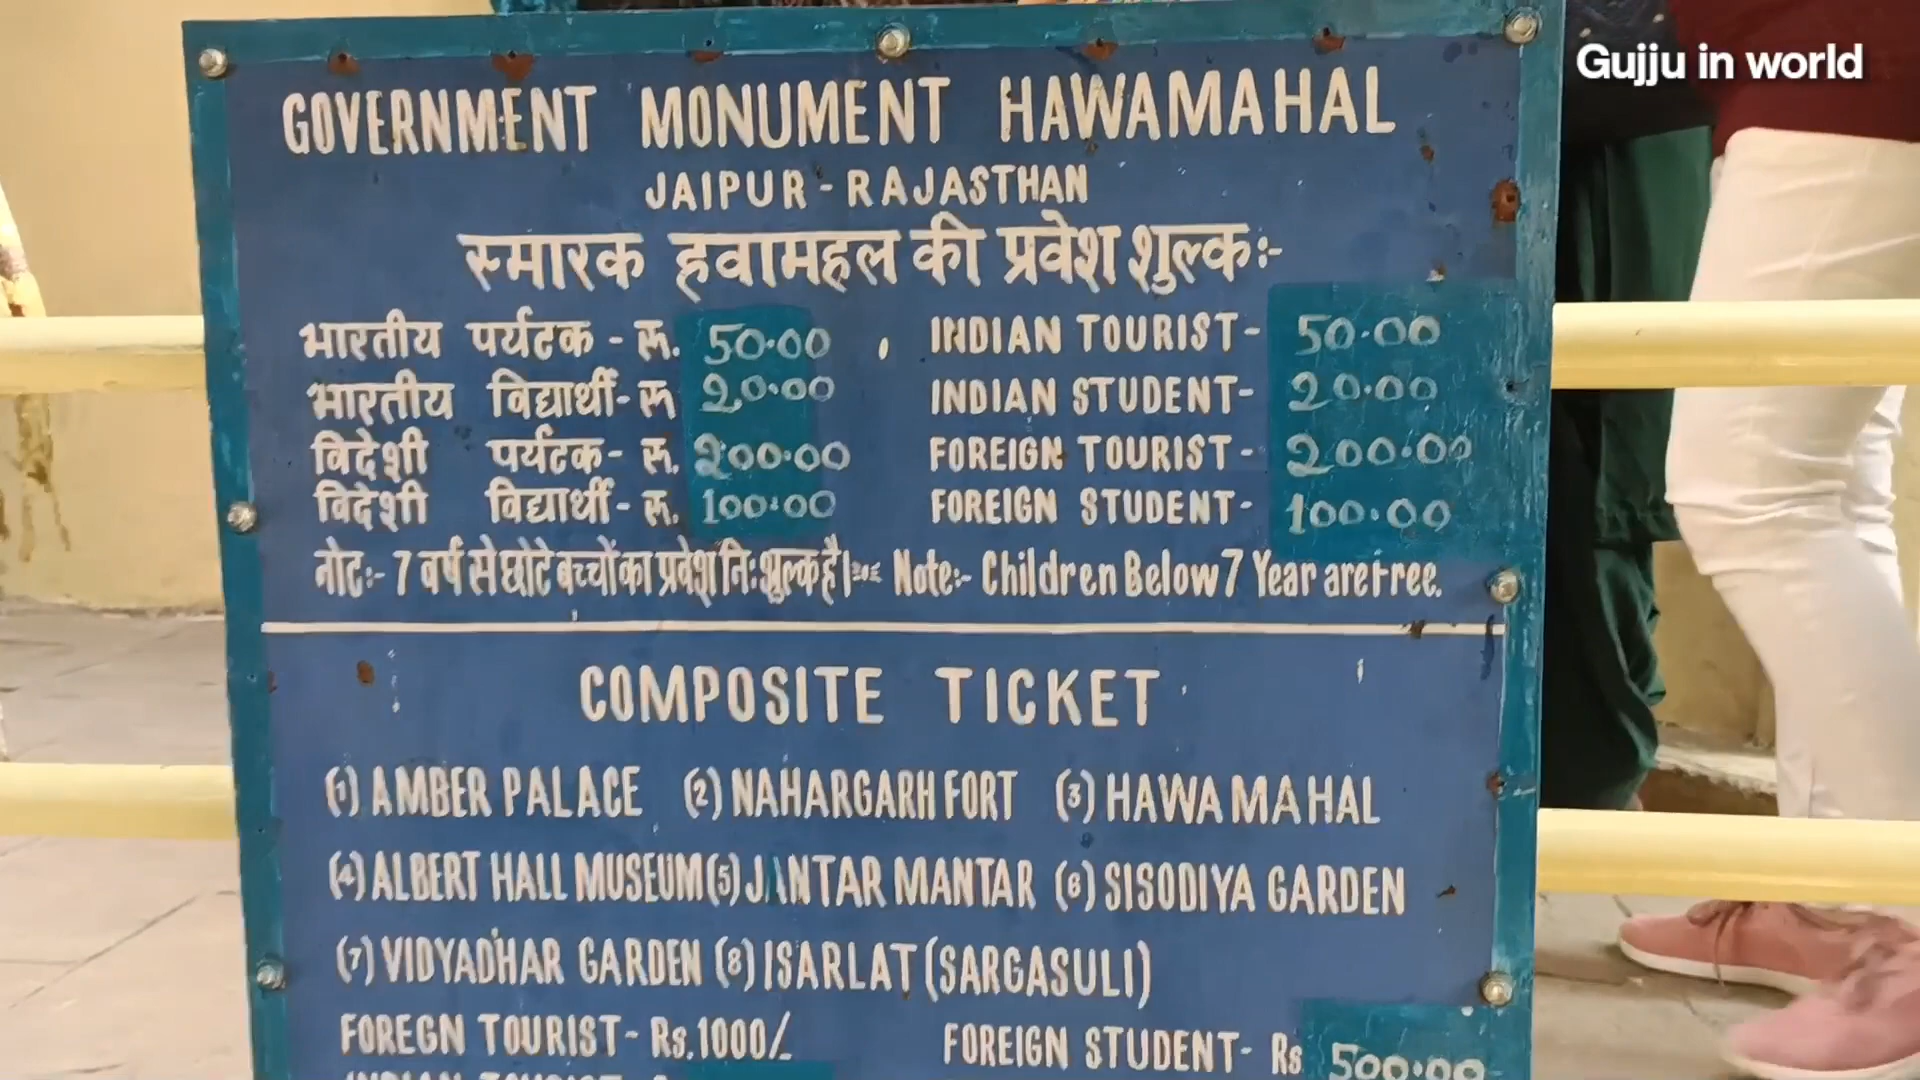 Gujju in world
GOVERNMENT MONUMENT HAWAMAHAL
JAIPUR - RAJASTHAN
स्मारक हवामहल की प्रवेश शुल्क:-
भारतीय पर्यटक - रू. 50.00 INDIAN TOURIST - 50.00
भारतीय विद्यार्थी - रू 20.00 INDIAN STUDENT - 20.00
विदेशी पर्यटक - रू. 200.00 FOREIGN TOURIST - 200.00
विदेशी विद्यार्थी - रू. 100.00 FOREIGN STUDENT - 100.00
नोट:- 7 वर्ष से छोटे बच्चों का प्रवेश नि:शुल्क है। Note:- Children Below 7 Year are Free.
COMPOSITE TICKET
(1) AMBER PALACE (2) NAHARGARH FORT (3) HAWAMAHAL
(4) ALBERT HALL MUSEUM (5) JANTAR MANTAR (6) SISODIYA GARDEN
(7) VIDYADHAR GARDEN (8) ISARLAT (SARGASULI)
FOREGN TOURIST - Rs.1000/- FOREIGN STUDENT - Rs 500.00